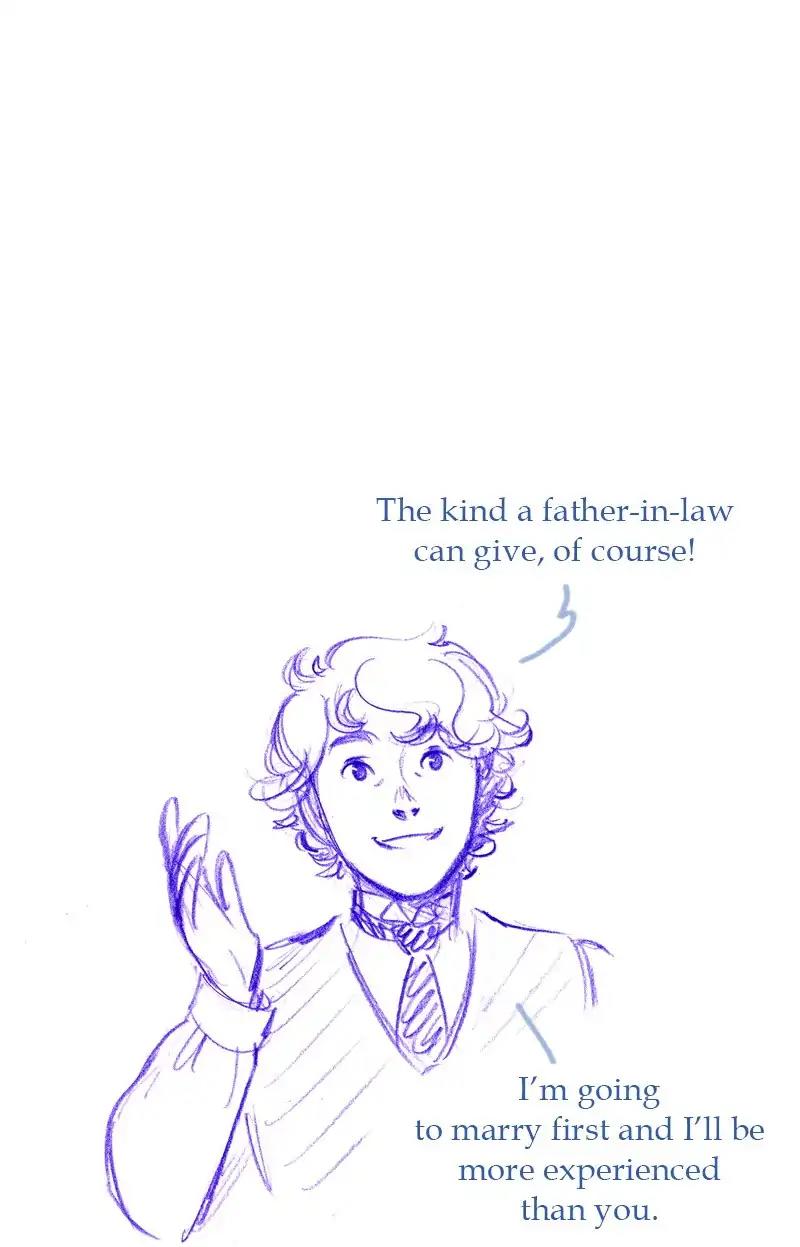 The kind a father-in-law
can give, of course!
I'm going
to marry first and I'll be
more experienced
than you.